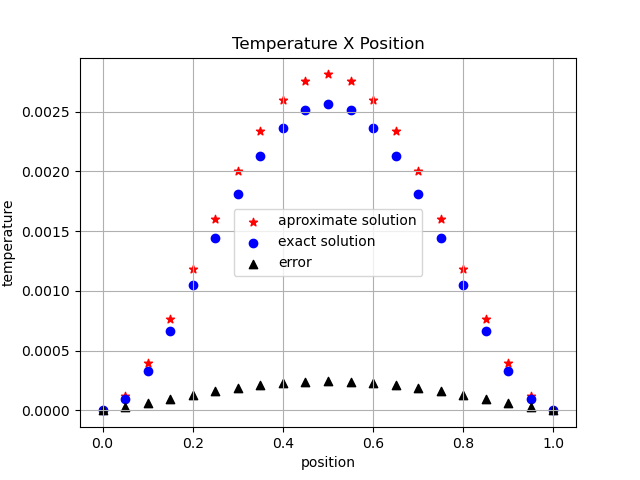 Temperature X Position
temperature
0.0025
0.0020
0.0015
0.0010
0.0005
0.0000
aproximate solution
exact solution
error
0.0 0.2 0.4 0.6 0.8 1.0
position